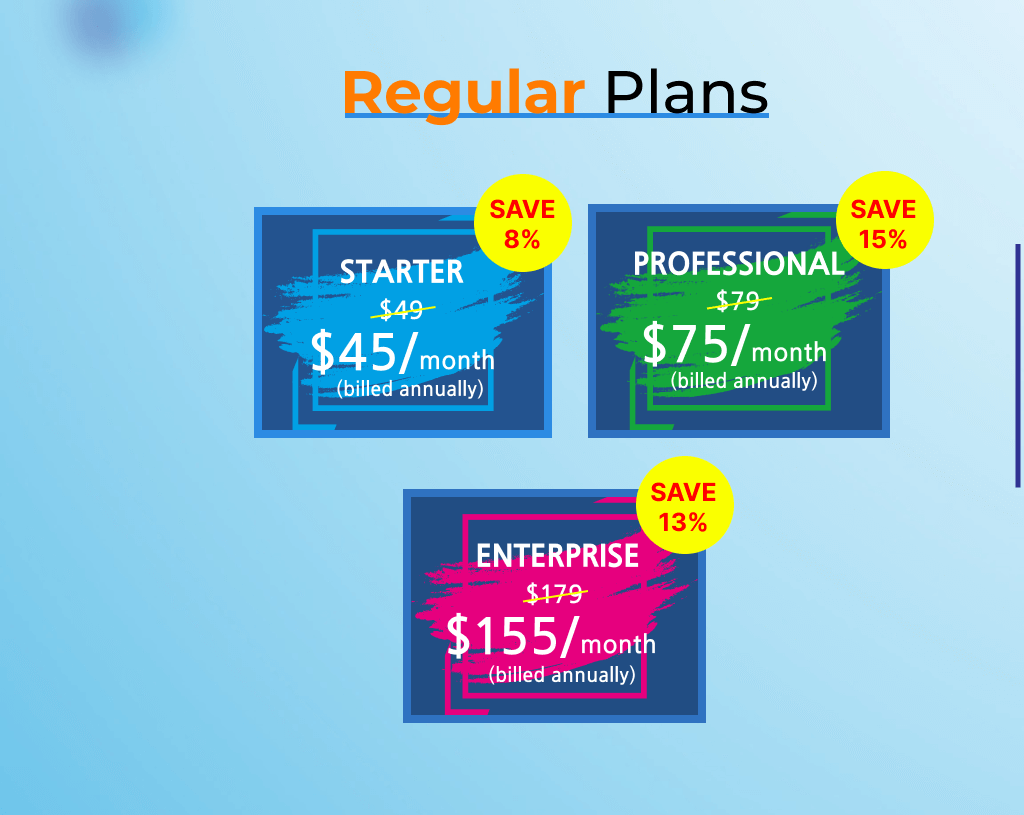 Regular Plans
SAVE
8%
STARTER
$49
$45/month
(billed annually)
SAVE
15%
PROFESSIONAL
$79
$75/month
(billed annually)
SAVE
13%
ENTERPRISE
$179
$155/month
(billed annually)